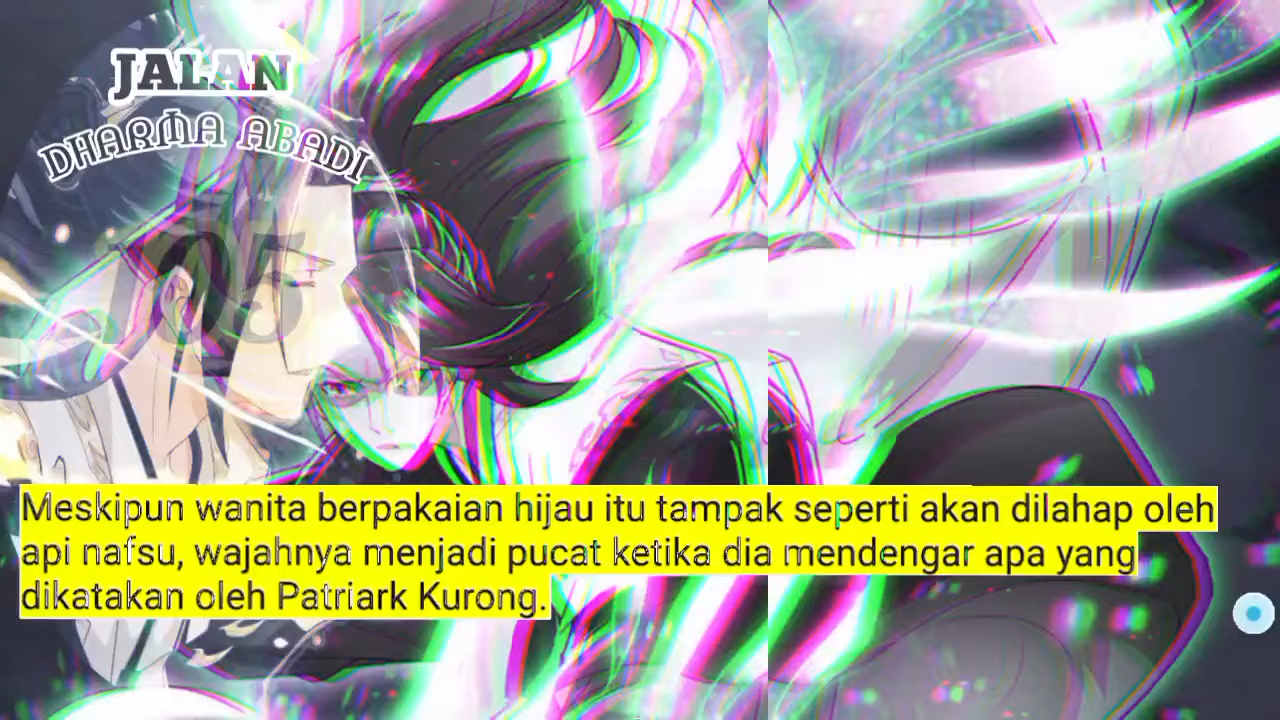 JALAN
DHARMA ABADI
105
Meskipun wanita berpakaian hijau itu tampak seperti akan dilahap oleh
api nafsu, wajahnya menjadi pucat ketika dia mendengar apa yang
dikatakan oleh Patriark Kurong.